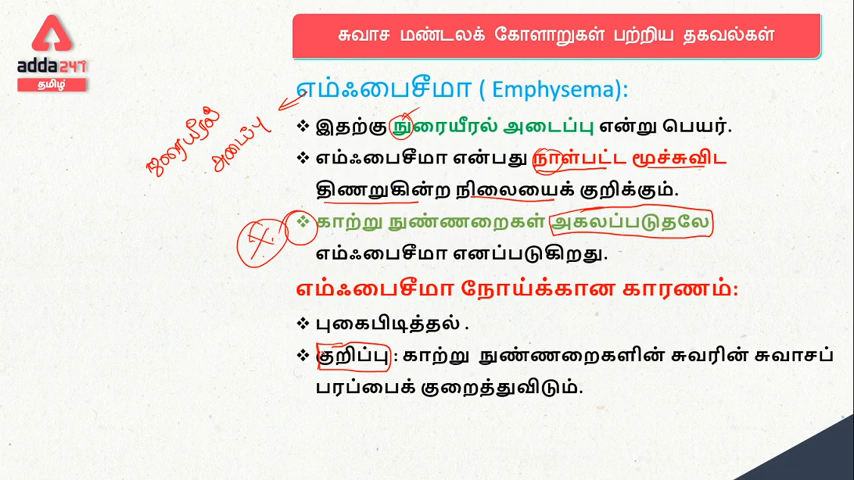 சுவாச மண்டலக் கோளாறுகள் பற்றிய தகவல்கள்
adda247
தமிழ்
எம்ஃபைசீமா ( Emphysema):
நுரையீரல்
அடைப்பு
❖ இதற்கு நுரையீரல் அடைப்பு என்று பெயர்.
❖ எம்ஃபைசீமா என்பது நாள்பட்ட மூச்சுவிட
திணறுகின்ற நிலையைக் குறிக்கும்.
❖ காற்று நுண்ணறைகள் அகலப்படுதலே
எம்ஃபைசீமா எனப்படுகிறது.
எம்ஃபைசீமா நோய்க்கான காரணம்:
❖ புகைபிடித்தல் .
❖ குறிப்பு : காற்று நுண்ணறைகளின் சுவரின் சுவாசப்
பரப்பைக் குறைத்துவிடும்.